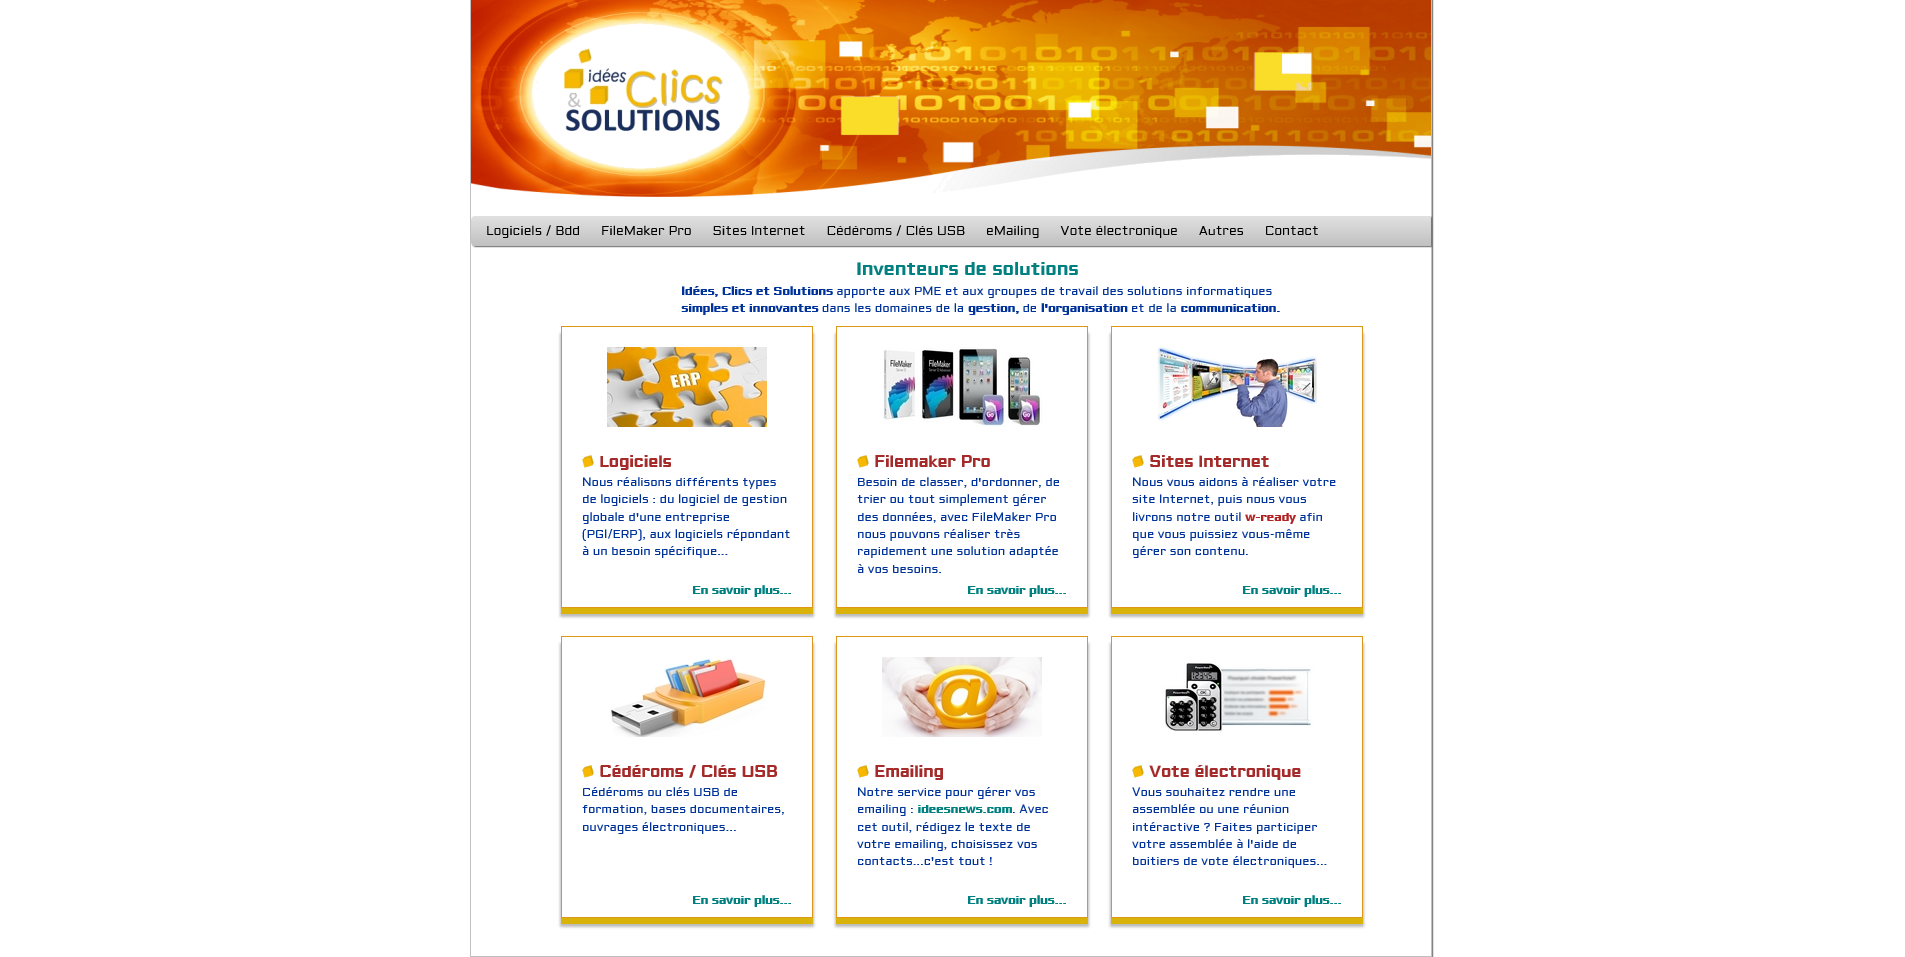 idées
Clics
&
SOLUTIONS
Logiciels / Bdd FileMaker Pro Sites Internet Cédéroms / Clés USB eMailing Vote électronique Autres Contact
Inventeurs de solutions
Idées, Clics et Solutions apporte aux PME et aux groupes de travail des solutions informatiques
simples et innovantes dans les domaines de la gestion, de l'organisation et de la communication.
ERP
Logiciels
Nous réalisons différents types
de logiciels : du logiciel de gestion
globale d'une entreprise
(PGI/ERP), aux logiciels répondant
à un besoin spécifique...
En savoir plus...
FileMaker
FileMaker
Filemaker Pro
Besoin de classer, d'ordonner, de
trier ou tout simplement gérer
des données, avec FileMaker Pro
nous pouvons réaliser très
rapidement une solution adaptée
à vos besoins.
En savoir plus...
Sites Internet
Nous vous aidons à réaliser votre
site Internet, puis nous vous
livrons notre outil w-ready afin
que vous puissiez vous-même
gérer son contenu.
En savoir plus...
Cédéroms / Clés USB
Cédéroms ou clés USB de
formation, bases documentaires,
ouvrages électroniques...
En savoir plus...
@
Emailing
Notre service pour gérer vos
emailing : ideesnews.com. Avec
cet outil, rédigez le texte de
votre emailing, choisissez vos
contacts...c'est tout !
En savoir plus...
Vote électronique
Vous souhaitez rendre une
assemblée ou une réunion
intéractive ? Faites participer
votre assemblée à l'aide de
boitiers de vote électroniques...
En savoir plus...